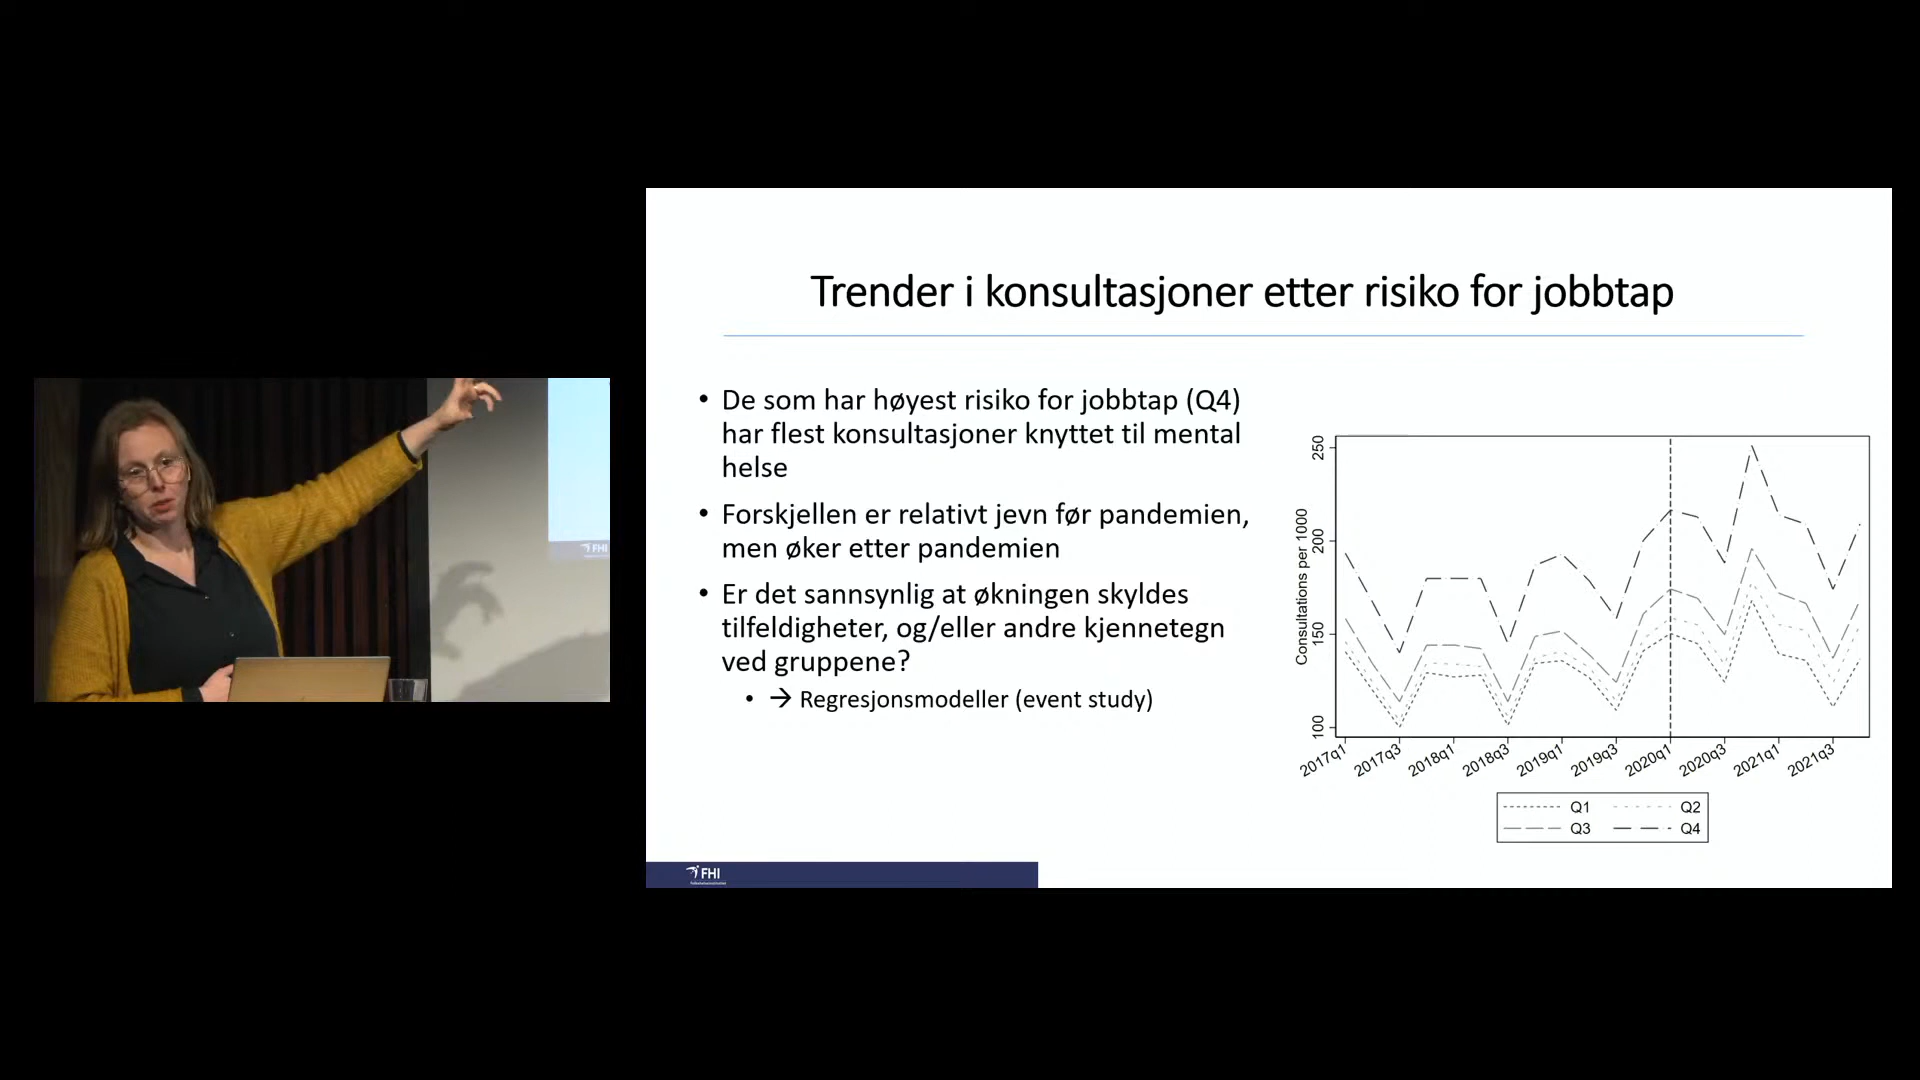 Trender i konsultasjoner etter risiko for jobbtap
• De som har høyest risiko for jobbtap (Q4)
har flest konsultasjoner knyttet til mental
helse
• Forskjellen er relativt jevn før pandemien,
men øker etter pandemien
• Er det sannsynlig at økningen skyldes
tilfeldigheter, og/eller andre kjennetegn
ved gruppene?
• → Regresjonsmodeller (event study)
Consultations per 1000
250
200
150
100
2017q1
2017q3
2018q1
2018q3
2019q1
2019q3
2020q1
2020q3
2021q1
2021q3
Q1 Q2
Q3 Q4
FHI
FHI